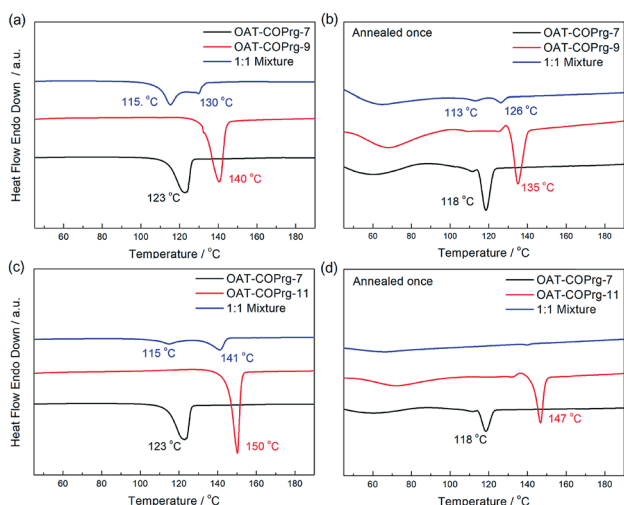 (a)
OAT-COPrg-7
OAT-COPrg-9
1:1 Mixture
115. °C
130 °C
140 °C
123 °C
Heat Flow Endo Down / a.u.
60 80 100 120 140 160 180
Temperature / °C
(b)
Annealed once
OAT-COPrg-7
OAT-COPrg-9
1:1 Mixture
113 °C
126 °C
135 °C
118 °C
60 80 100 120 140 160 180
Temperature / °C
(c)
OAT-COPrg-7
OAT-COPrg-11
1:1 Mixture
115 °C
141 °C
123 °C
150 °C
Heat Flow Endo Down / a.u.
60 80 100 120 140 160 180
Temperature / °C
(d)
Annealed once
OAT-COPrg-7
OAT-COPrg-11
1:1 Mixture
147 °C
118 °C
60 80 100 120 140 160 180
Temperature / °C